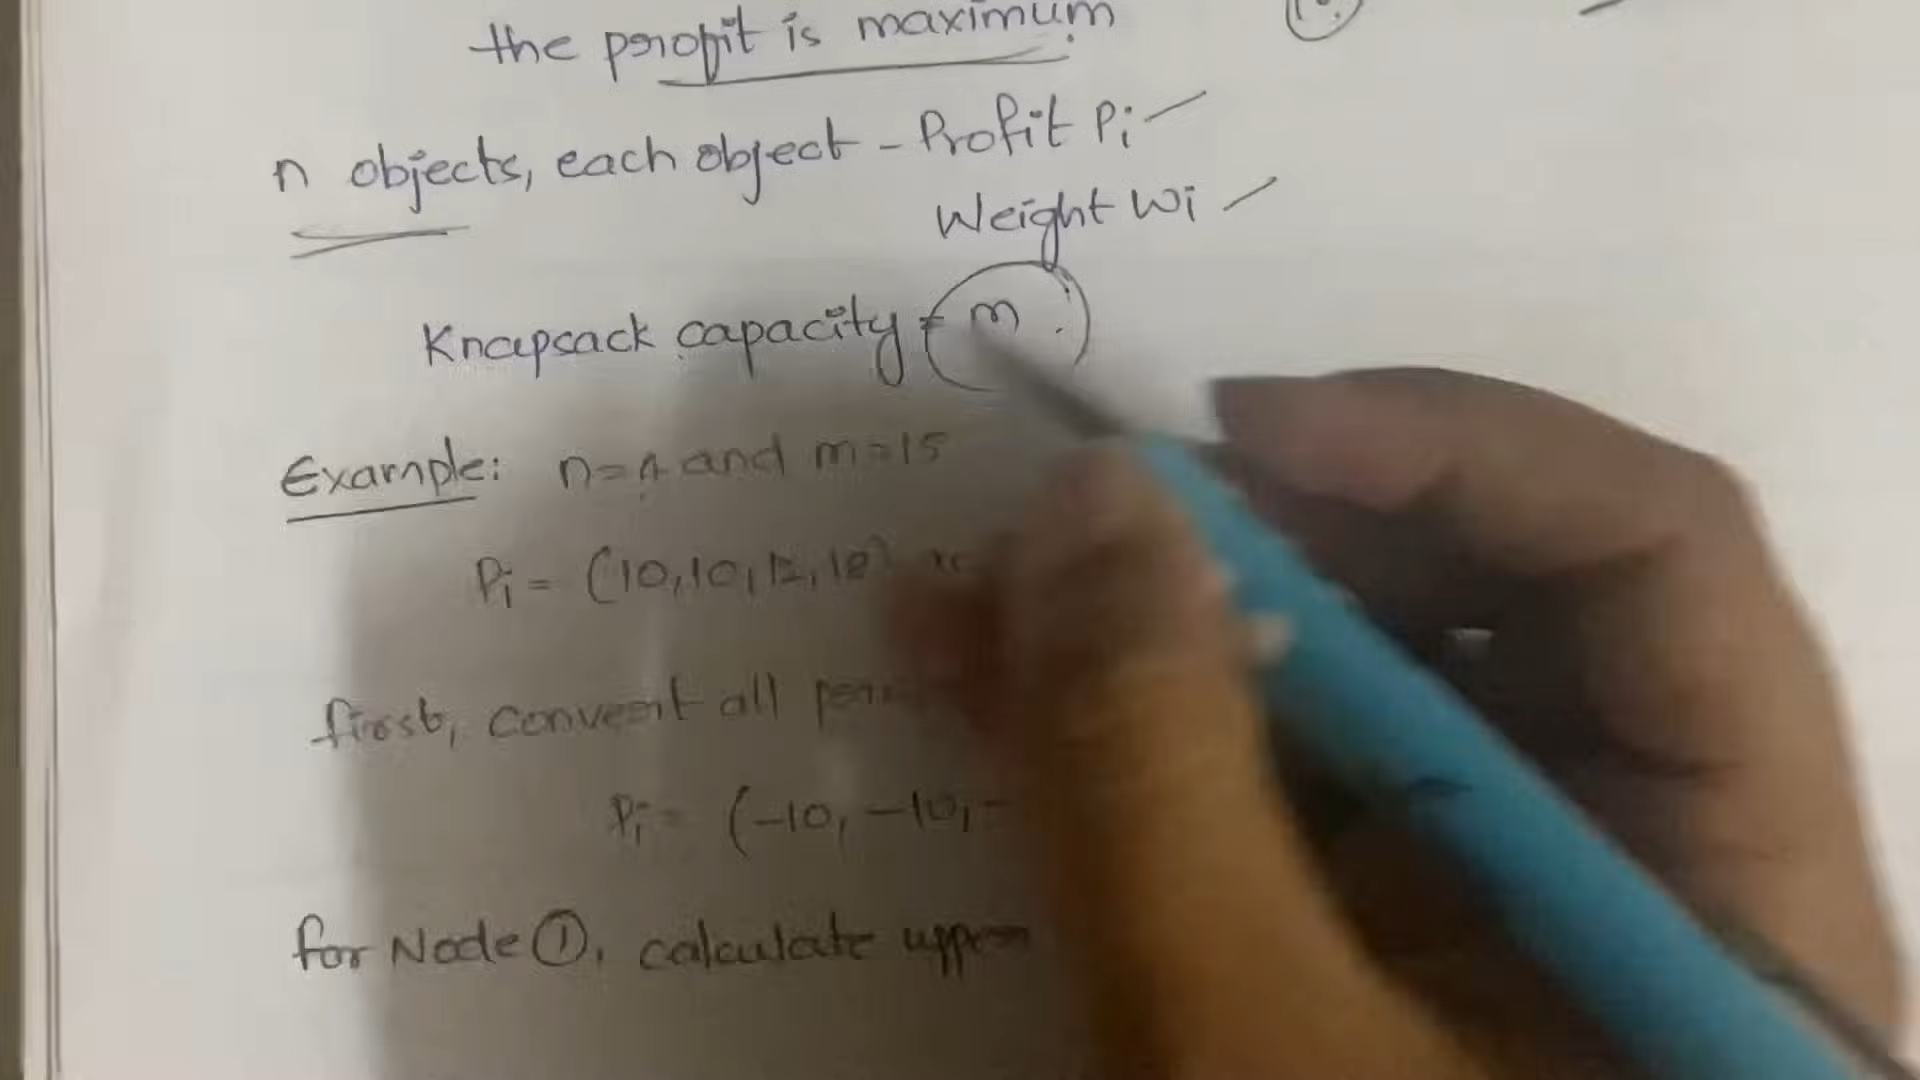 the profit is maximum
n objects, each object - Profit Pi
Weight Wi
Knapsack capacity = m
Example: n=4 and m=15
Pi = (10,10,12,18)
first, convert all
Pi = (-10, -10, -
for Node ①, calculate upper